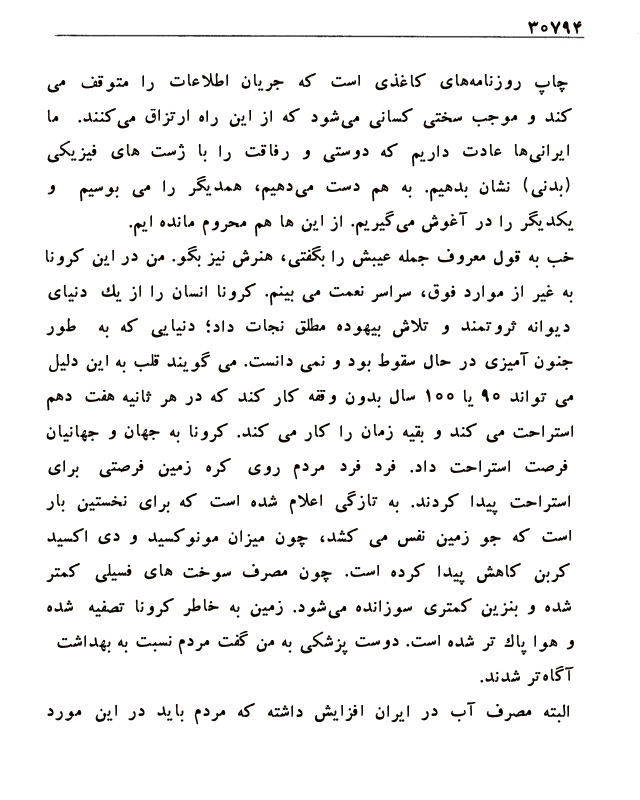 ۳۰۷۹۴
چاپ روزنامه‌های کاغذی است که جریان اطلاعات را متوقف می
کند و موجب سختی کسانی می‌شود که از این راه ارتزاق می‌کنند. ما
ایرانی‌ها عادت داریم که دوستی و رفاقت را با ژست های فیزیکی
(بدنی) نشان بدهیم. به هم دست می‌دهیم، همدیگر را می بوسیم و
یکدیگر را در آغوش می‌گیریم. از این ها هم محروم مانده ایم.
خب به قول معروف جمله عیبش را بگفتی، هنرش نیز بگو. من در این کرونا
به غیر از موارد فوق، سراسر نعمت می بینم. کرونا انسان را از یك دنیای
دیوانه ثروتمند و تلاش بیهوده مطلق نجات داد؛ دنیایی که به طور
جنون آمیزی در حال سقوط بود و نمی دانست. می گویند قلب به این دلیل
می تواند ۹۰ یا ۱۰۰ سال بدون وقفه کار کند که در هر ثانیه هفت دهم
استراحت می کند و بقیه زمان را کار می کند. کرونا به جهان و جهانیان
فرصت استراحت داد. فرد فرد مردم روی کره زمین فرصتی برای
استراحت پیدا کردند. به تازگی اعلام شده است که برای نخستین بار
است که جو زمین نفس می کشد، چون میزان مونوکسید و دی اکسید
کربن کاهش پیدا کرده است. چون مصرف سوخت های فسیلی کمتر
شده و بنزین کمتری سوزانده می‌شود. زمین به خاطر کرونا تصفیه شده
و هوا پاك تر شده است. دوست پزشکی به من گفت مردم نسبت به بهداشت
آگاه‌تر شدند.
البته مصرف آب در ایران افزایش داشته که مردم باید در این مورد